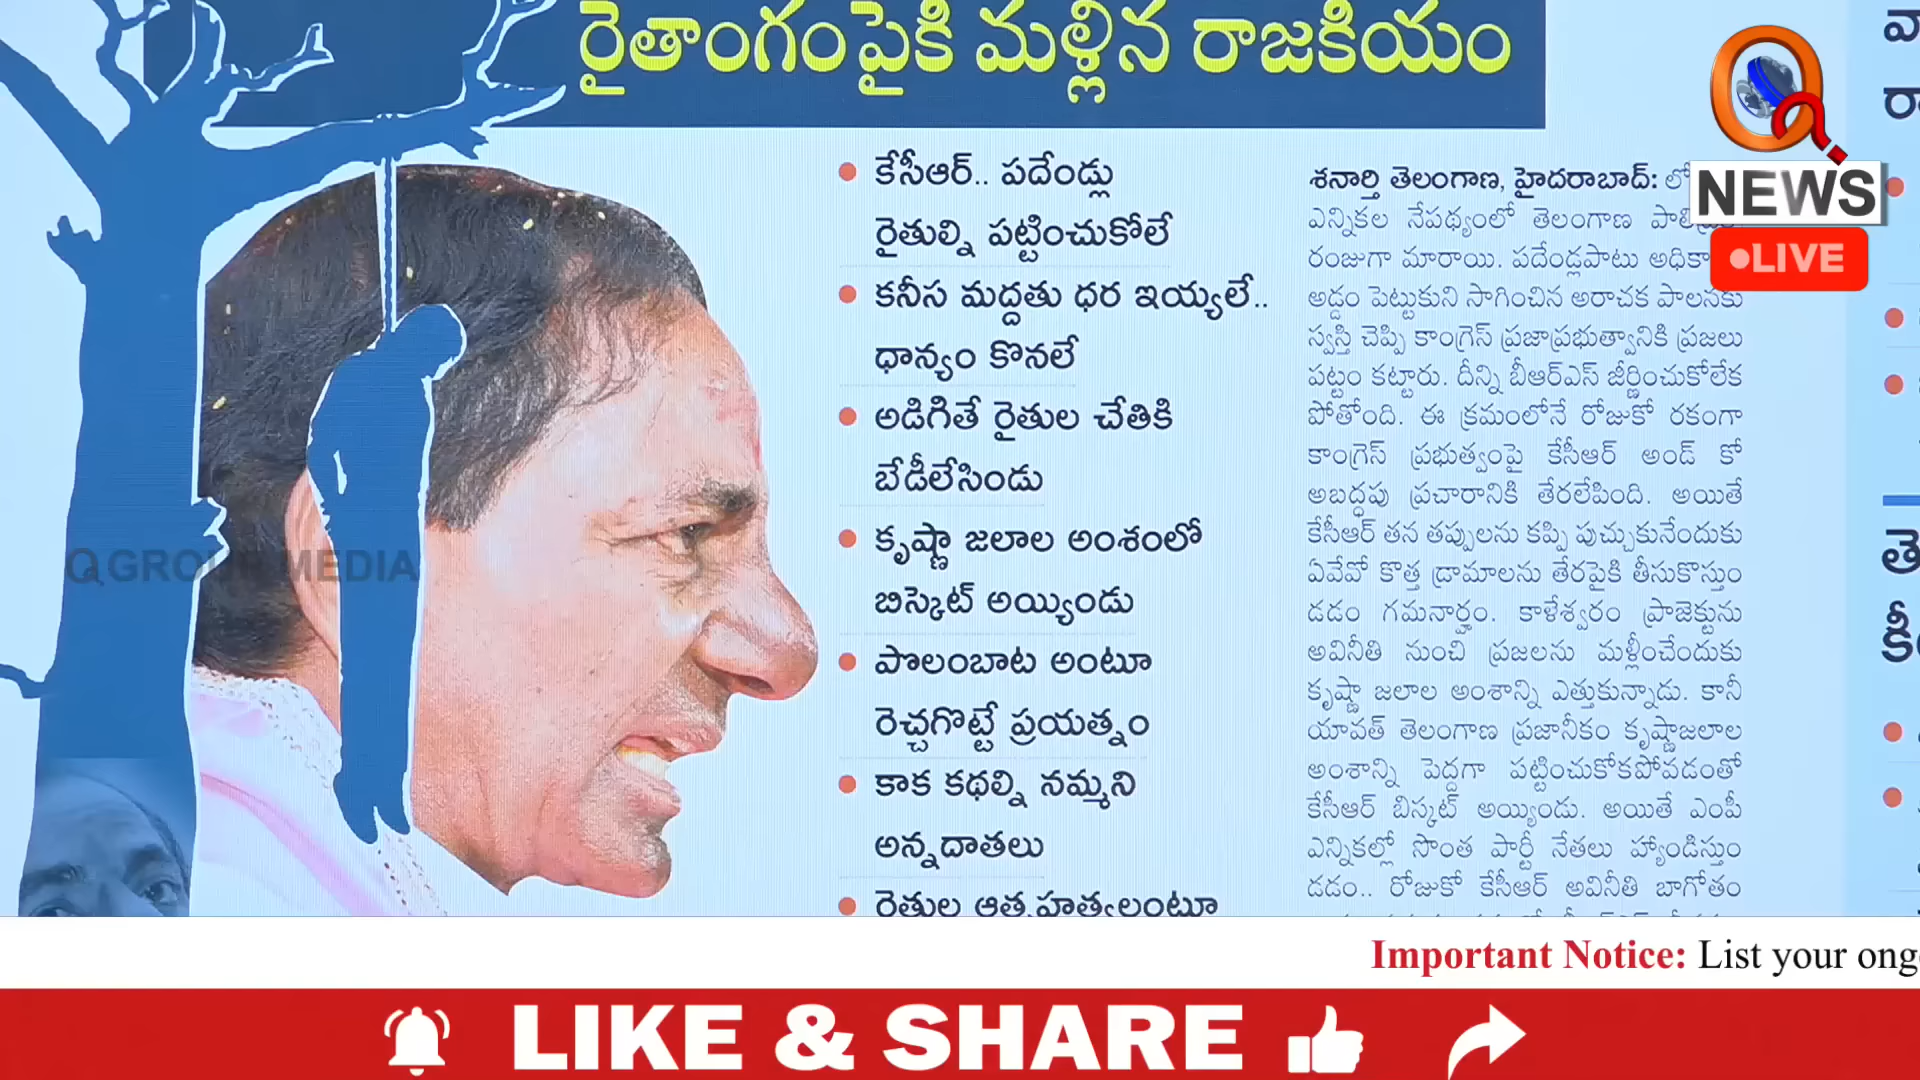 రైతాంగంపైకి మళ్లిన రాజకీయం
కేసీఆర్.. పదేండ్లు
రైతుల్ని పట్టించుకోలే
కనీస మద్దతు ధర ఇయ్యలే..
ధాన్యం కొనలే
అడిగితే రైతుల చేతికి
బేడీలేసిండు
కృష్ణా జలాల అంశంలో
బిస్కెట్ అయ్యిండు
పొలంబాట అంటూ
రెచ్చగొట్టే ప్రయత్నం
కాక కథల్ని నమ్మని
అన్నదాతలు
రైతుల ఆత్మహత్యలంటూ
శనార్తి తెలంగాణ, హైదరాబాద్:
ఎన్నికల నేపథ్యంలో తెలంగాణ
రంజుగా మారాయి. పదేండ్లపాటు
అడ్డం పెట్టుకుని సాగించిన అరాచక పాలనకు
స్వస్తి చెప్పి కాంగ్రెస్ ప్రజాప్రభుత్వానికి ప్రజలు
పట్టం కట్టారు. దీన్ని బీఆర్ఎస్ జీర్ణించుకోలేక
పోతోంది. ఈ క్రమంలోనే రోజుకో రకంగా
కాంగ్రెస్ ప్రభుత్వంపై కేసీఆర్ అండ్ కో
అబద్ధపు ప్రచారానికి తేరలేపింది. అయితే
కేసీఆర్ తన తప్పులను కప్పి పుచ్చుకునేందుకు
ఏవేవో కొత్త డ్రామాలను తేరపైకి తీసుకొస్తుం
డడం గమనార్హం. కాళేశ్వరం ప్రాజెక్టును
అవినీతి నుంచి ప్రజలను మళ్లించేందుకు
కృష్ణా జలాల అంశాన్ని ఎత్తుకున్నాడు. కానీ
యావత్ తెలంగాణ ప్రజానీకం కృష్ణాజలాల
అంశాన్ని పెద్దగా పట్టించుకోకపోవడంతో
కేసీఆర్ బిస్కట్ అయ్యిండు. అయితే ఎంపీ
ఎన్నికల్లో సొంత పార్టీ నేతలు హ్యాండిస్తుం
డడం.. రోజుకో కేసీఆర్ అవినీతి బాగోతం
Q
NEWS
LIVE
Q GROUP MEDIA
Important Notice: List your
LIKE & SHARE